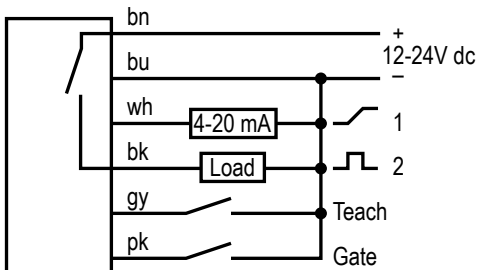 bn
+
12-24V dc
bu
–
wh
4-20 mA
1
bk
Load
2
gy
Teach
pk
Gate